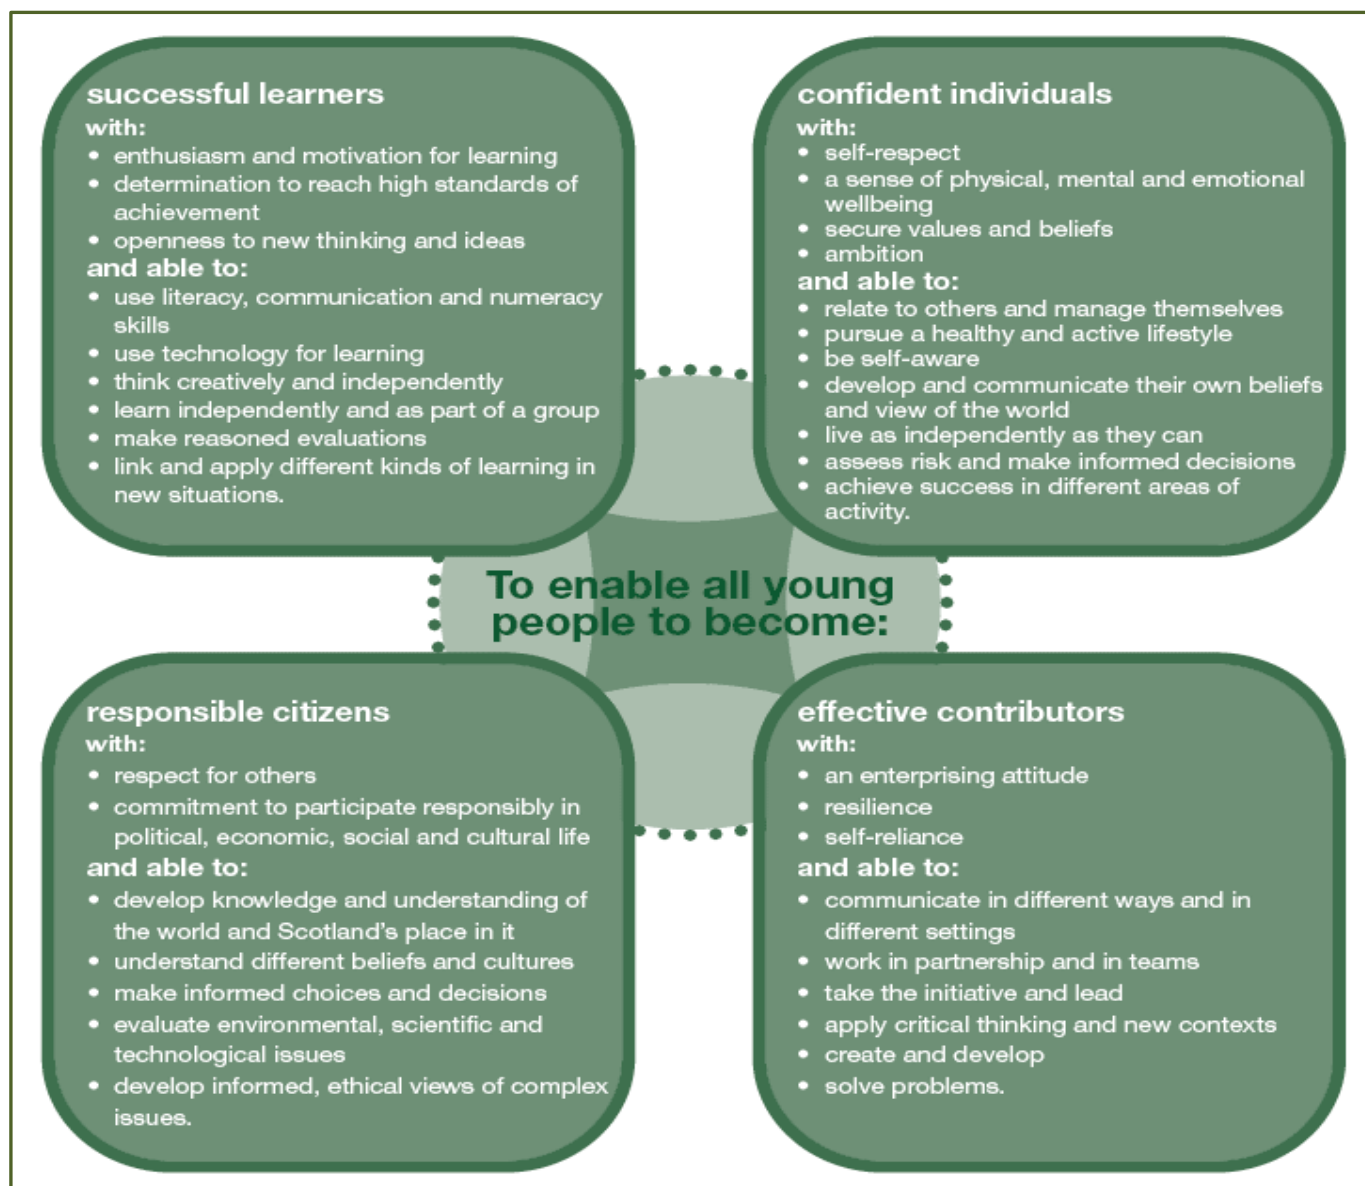 successful learners
with:
• enthusiasm and motivation for learning
• determination to reach high standards of
achievement
• openness to new thinking and ideas
and able to:
• use literacy, communication and numeracy
skills
• use technology for learning
• think creatively and independently
• learn independently and as part of a group
• make reasoned evaluations
• link and apply different kinds of learning in
new situations.
confident individuals
with:
• self-respect
• a sense of physical, mental and emotional
wellbeing
• secure values and beliefs
• ambition
and able to:
• relate to others and manage themselves
• pursue a healthy and active lifestyle
• be self-aware
• develop and communicate their own beliefs
and view of the world
• live as independently as they can
• assess risk and make informed decisions
• achieve success in different areas of
activity.
To enable all young
people to become:
responsible citizens
with:
• respect for others
• commitment to participate responsibly in
political, economic, social and cultural life
and able to:
• develop knowledge and understanding of
the world and Scotland's place in it
• understand different beliefs and cultures
• make informed choices and decisions
• evaluate environmental, scientific and
technological issues
• develop informed, ethical views of complex
issues.
effective contributors
with:
• an enterprising attitude
• resilience
• self-reliance
and able to:
• communicate in different ways and in
different settings
• work in partnership and in teams
• take the initiative and lead
• apply critical thinking and new contexts
• create and develop
• solve problems.